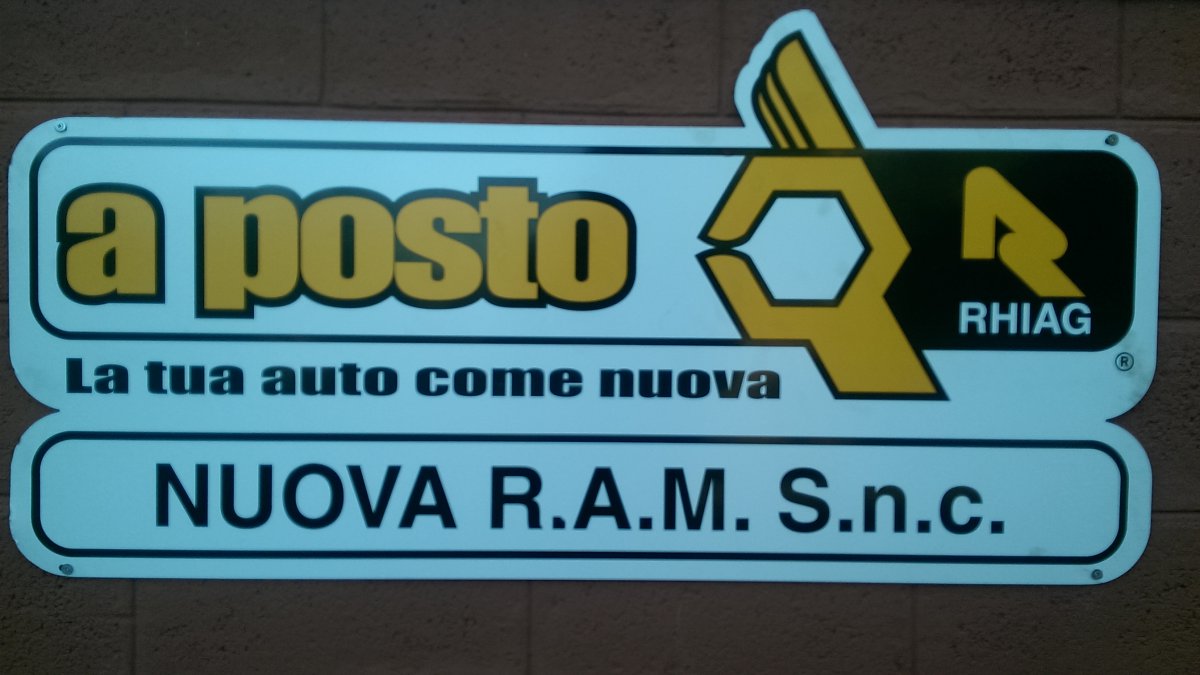 a posto
RHIAG
®
La tua auto come nuova
NUOVA R.A.M. S.n.c.